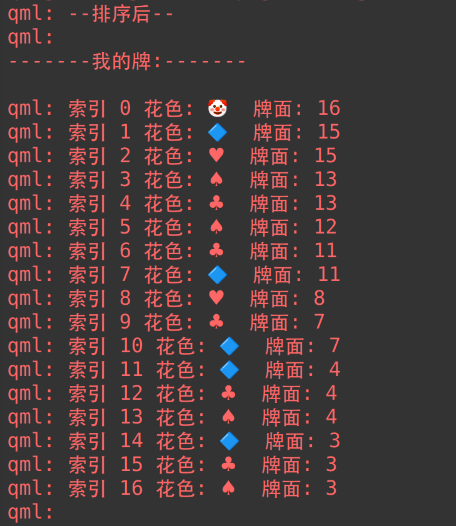 qml: --排序后--
qml:
-------我的牌:-------
qml: 索引 0 花色: 🤡 牌面: 16
qml: 索引 1 花色: 🔷 牌面: 15
qml: 索引 2 花色: ♥ 牌面: 15
qml: 索引 3 花色: ♠ 牌面: 13
qml: 索引 4 花色: ♣ 牌面: 13
qml: 索引 5 花色: ♠ 牌面: 12
qml: 索引 6 花色: ♣ 牌面: 11
qml: 索引 7 花色: 🔷 牌面: 11
qml: 索引 8 花色: ♥ 牌面: 8
qml: 索引 9 花色: ♣ 牌面: 7
qml: 索引 10 花色: 🔷 牌面: 7
qml: 索引 11 花色: 🔷 牌面: 4
qml: 索引 12 花色: ♣ 牌面: 4
qml: 索引 13 花色: ♠ 牌面: 4
qml: 索引 14 花色: 🔷 牌面: 3
qml: 索引 15 花色: ♣ 牌面: 3
qml: 索引 16 花色: ♠ 牌面: 3
qml: